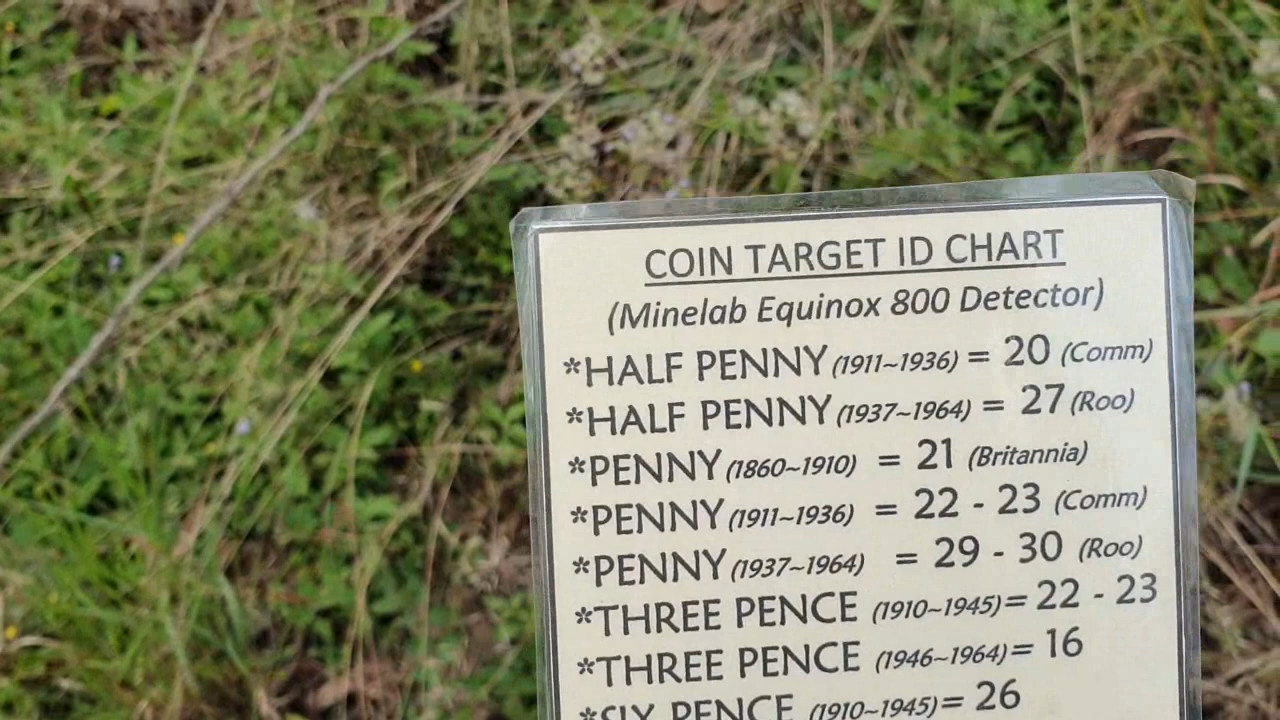 COIN TARGET ID CHART
(Minelab Equinox 800 Detector)
*HALF PENNY (1911~1936) = 20 (Comm)
*HALF PENNY (1937~1964) = 27 (Roo)
*PENNY (1860~1910) = 21 (Britannia)
*PENNY (1911~1936) = 22 - 23 (Comm)
*PENNY (1937~1964) = 29 - 30 (Roo)
*THREE PENCE (1910~1945) = 22 - 23
*THREE PENCE (1946~1964) = 16
*SIX PENCE (1910~1945) = 26